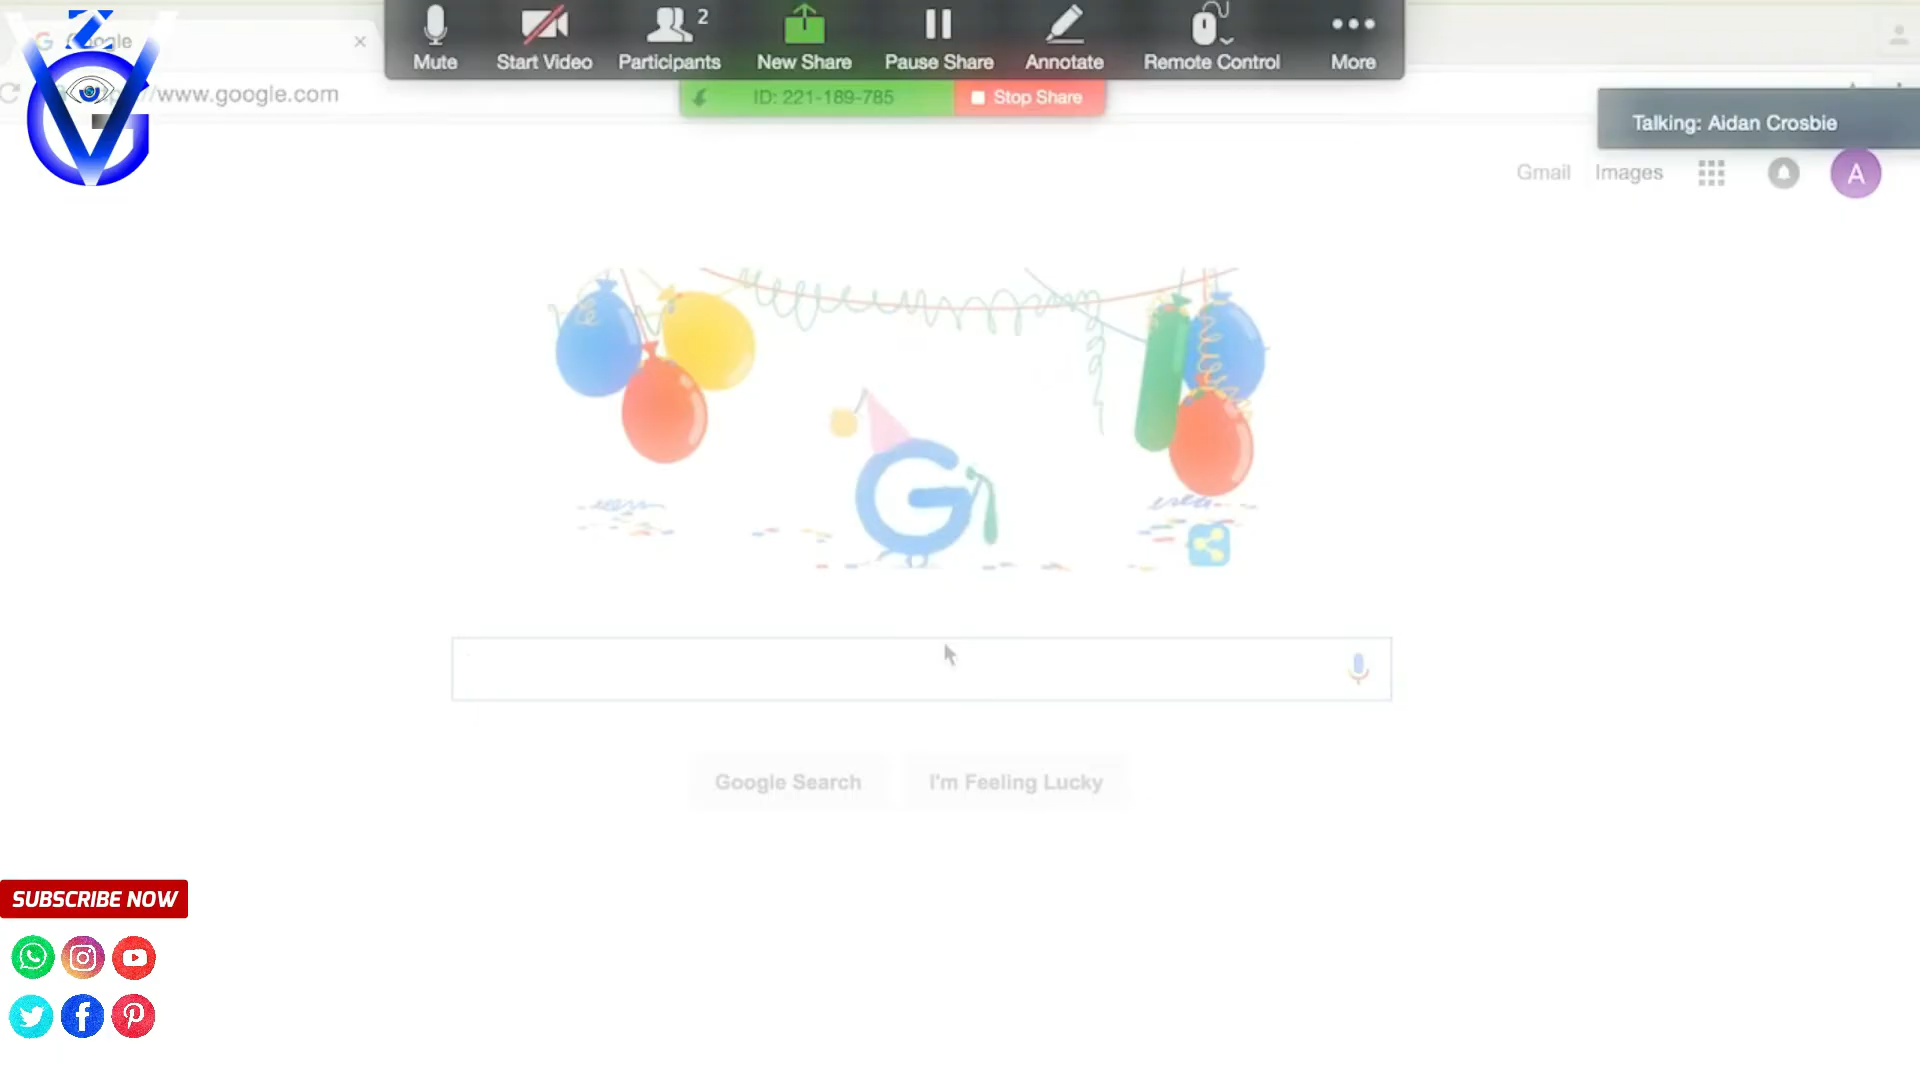 Google
Mute
Start Video
Participants
2
New Share
Pause Share
Annotate
Remote Control
More
www.google.com
ID: 221-189-785
Stop Share
Talking: Aidan Crosbie
Gmail
Images
A
Google Search
I'm Feeling Lucky
SUBSCRIBE NOW